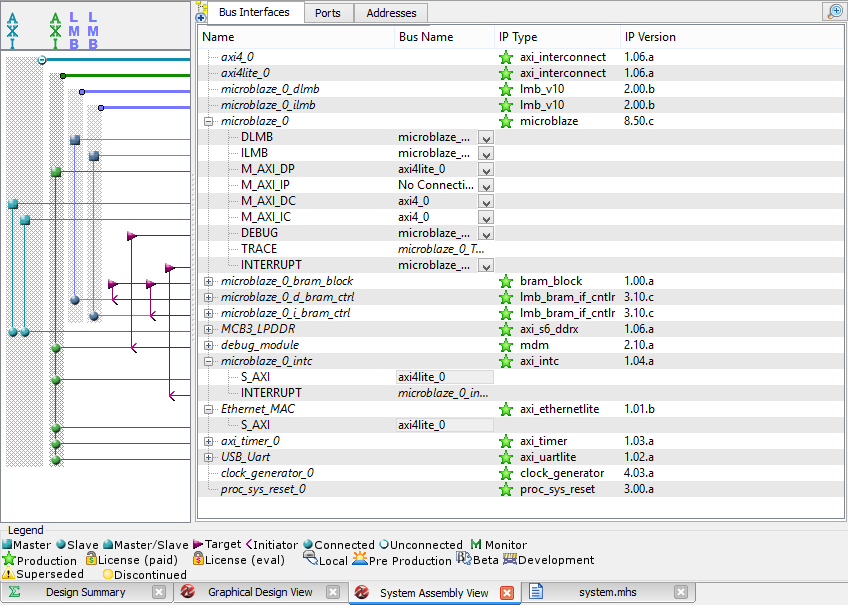 A A L L
X X M M
I I B B
Bus Interfaces Ports Addresses
Name Bus Name IP Type IP Version
axi4_0 axi_interconnect 1.06.a
axi4lite_0 axi_interconnect 1.06.a
microblaze_0_dlmb lmb_v10 2.00.b
microblaze_0_ilmb lmb_v10 2.00.b
microblaze_0 microblaze 8.50.c
DLMB microblaze_...
ILMB microblaze_...
M_AXI_DP axi4lite_0
M_AXI_IP No Connecti...
M_AXI_DC axi4_0
M_AXI_IC axi4_0
DEBUG microblaze_...
TRACE microblaze_0_T...
INTERRUPT microblaze_...
microblaze_0_bram_block bram_block 1.00.a
microblaze_0_d_bram_ctrl lmb_bram_if_cntlr 3.10.c
microblaze_0_i_bram_ctrl lmb_bram_if_cntlr 3.10.c
MCB3_LPDDR axi_s6_ddrx 1.06.a
debug_module mdm 2.10.a
microblaze_0_intc axi_intc 1.04.a
S_AXI axi4lite_0
INTERRUPT microblaze_0_in...
Ethernet_MAC axi_ethernetlite 1.01.b
S_AXI axi4lite_0
axi_timer_0 axi_timer 1.03.a
USB_Uart axi_uartlite 1.02.a
clock_generator_0 clock_generator 4.03.a
proc_sys_reset_0 proc_sys_reset 3.00.a
Legend
Master Slave Master/Slave Target Initiator Connected Unconnected M Monitor
Production License (paid) License (eval) Local Pre Production Beta Development
Superseded Discontinued
Design Summary Graphical Design View System Assembly View system.mhs